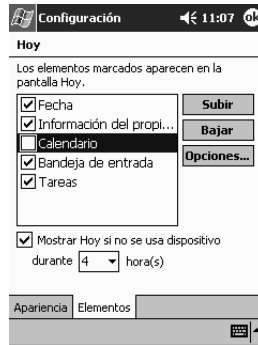 Configuración 11:07 ok
Hoy
Los elementos marcados aparecen en la
pantalla Hoy.
Fecha
Información del propi...
Calendario
Bandeja de entrada
Tareas
Subir
Bajar
Opciones...
Mostrar Hoy si no se usa dispositivo
durante 4 hora(s)
Apariencia Elementos